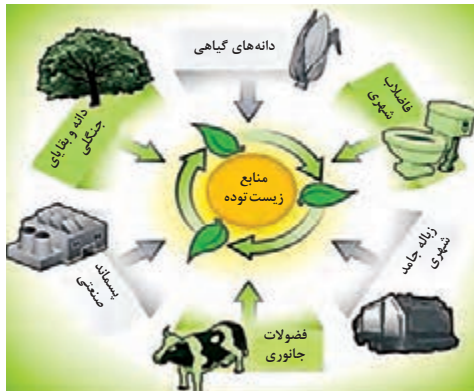 دانه‌های گیاهی
فاضلاب
شهری
زباله جامد
شهری
فضولات
جانوری
پسماند
صنعتی
دانه و بقایای
جنگلی
منابع
زیست توده